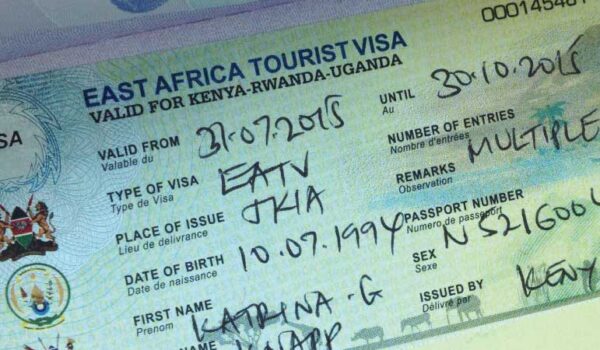 000145481
EAST AFRICA TOURIST VISA
VALID FOR KENYA-RWANDA-UGANDA
VALID FROM 31.07.2015 UNTIL 30.10.2015
Valable du Au
TYPE OF VISA EATV NUMBER OF ENTRIES MULTIPLE
Type de Visa Nombre d'entrées
PLACE OF ISSUE JKIA REMARKS
Lieu de delivrance Observation
DATE OF BIRTH 10.07.1994 PASSPORT NUMBER N5216004
Date de naissance Numero de passeport
FIRST NAME KATRINA-G SEX
Prenom Sexe
KNAPP ISSUED BY KENY
Délivré par